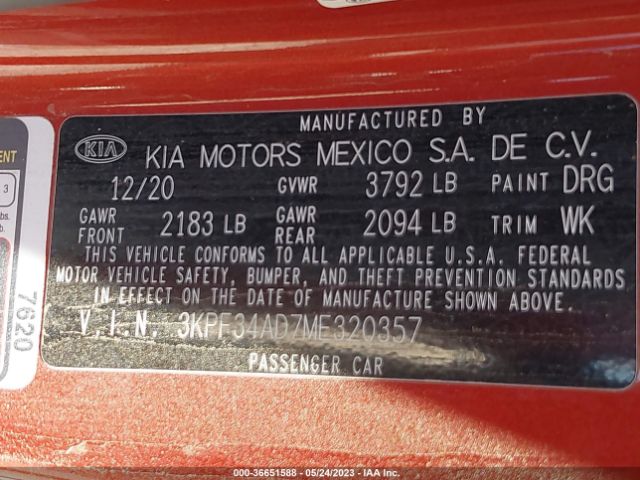 MANUFACTURED BY
KIA KIA MOTORS MEXICO S.A. DE C.V.
12/20 GVWR 3792 LB PAINT DRG
GAWR FRONT 2183 LB GAWR REAR 2094 LB TRIM WK
THIS VEHICLE CONFORMS TO ALL APPLICABLE U.S.A. FEDERAL
MOTOR VEHICLE SAFETY, BUMPER, AND THEFT PREVENTION STANDARDS
IN EFFECT ON THE DATE OF MANUFACTURE SHOWN ABOVE.
V.I.N. 3KPF34AD7ME320357
PASSENGER CAR
3
7620
000-36651588 - 05/24/2023 - IAA Inc.